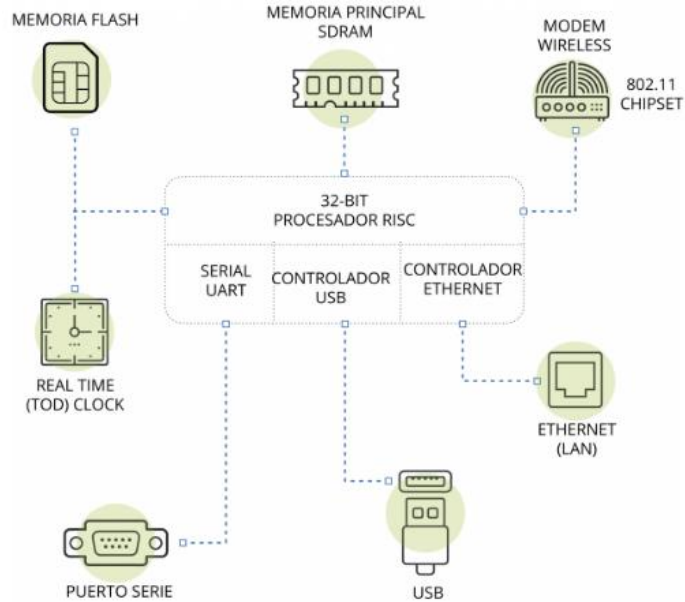 MEMORIA FLASH
MEMORIA PRINCIPAL
SDRAM
MODEM
WIRELESS
802.11
CHIPSET
32-BIT
PROCESADOR RISC
SERIAL
UART
CONTROLADOR
USB
CONTROLADOR
ETHERNET
REAL TIME
(TOD) CLOCK
ETHERNET
(LAN)
PUERTO SERIE
USB